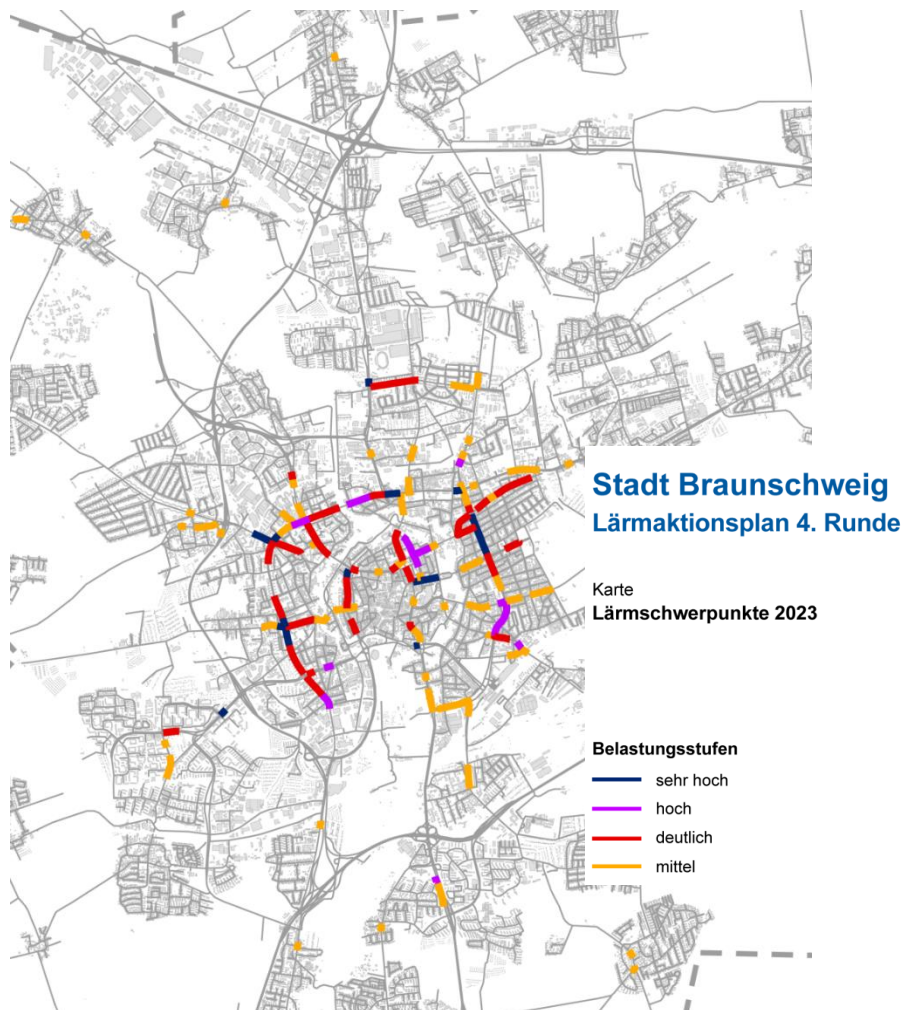 Stadt Braunschweig
Lärmaktionsplan 4. Runde
Karte
Lärmschwerpunkte 2023
Belastungsstufen
sehr hoch
hoch
deutlich
mittel